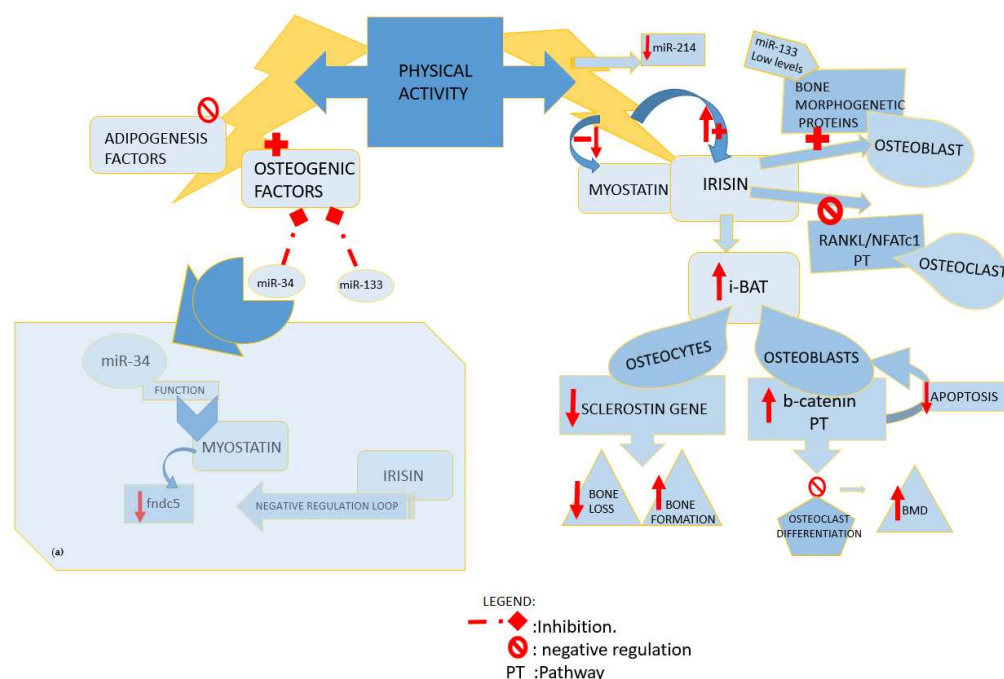 PHYSICAL
ACTIVITY
miR-214
miR-133
Low levels
BONE
MORPHOGENETIC
PROTEINS
OSTEOBLAST
ADIPOGENESIS
FACTORS
OSTEOGENIC
FACTORS
MYOSTATIN
IRISIN
RANKL/NFATc1
PT
OSTEOCLAST
miR-34
miR-133
i-BAT
OSTEOCYTES
OSTEOBLASTS
SCLEROSTIN GENE
b-catenin
PT
APOPTOSIS
BONE
LOSS
BONE
FORMATION
OSTEOCLAST
DIFFERENTIATION
BMD
miR-34
FUNCTION
MYOSTATIN
IRISIN
fndc5
NEGATIVE REGULATION LOOP
(a)
LEGEND:
:Inhibition.
: negative regulation
PT :Pathway